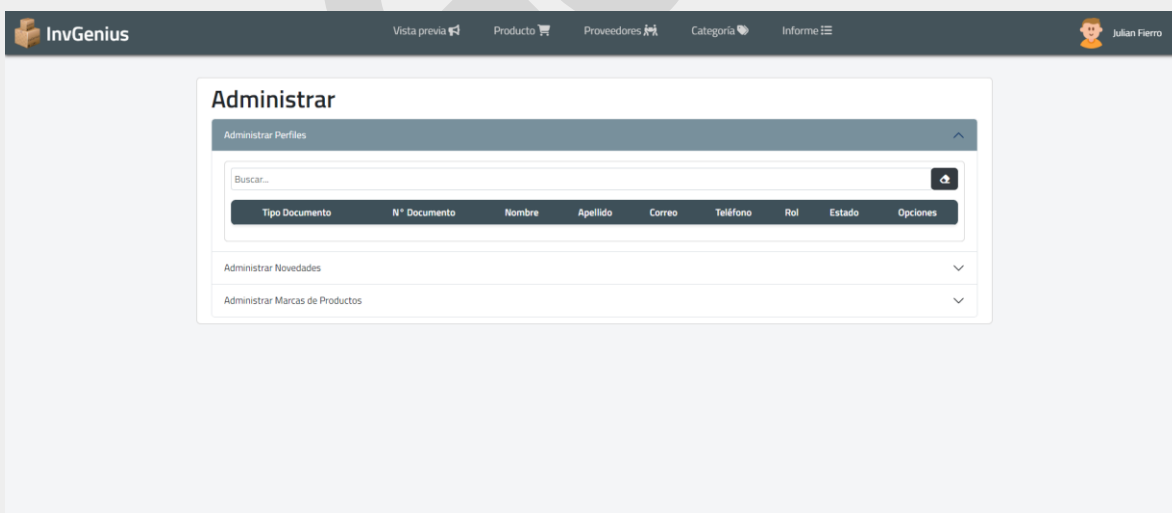 InvGenius Vista previa Producto Proveedores Categoría Informe Julian Fierro
Administrar
Administrar Perfiles
Buscar...
Tipo Documento N° Documento Nombre Apellido Correo Teléfono Rol Estado Opciones
Administrar Novedades
Administrar Marcas de Productos